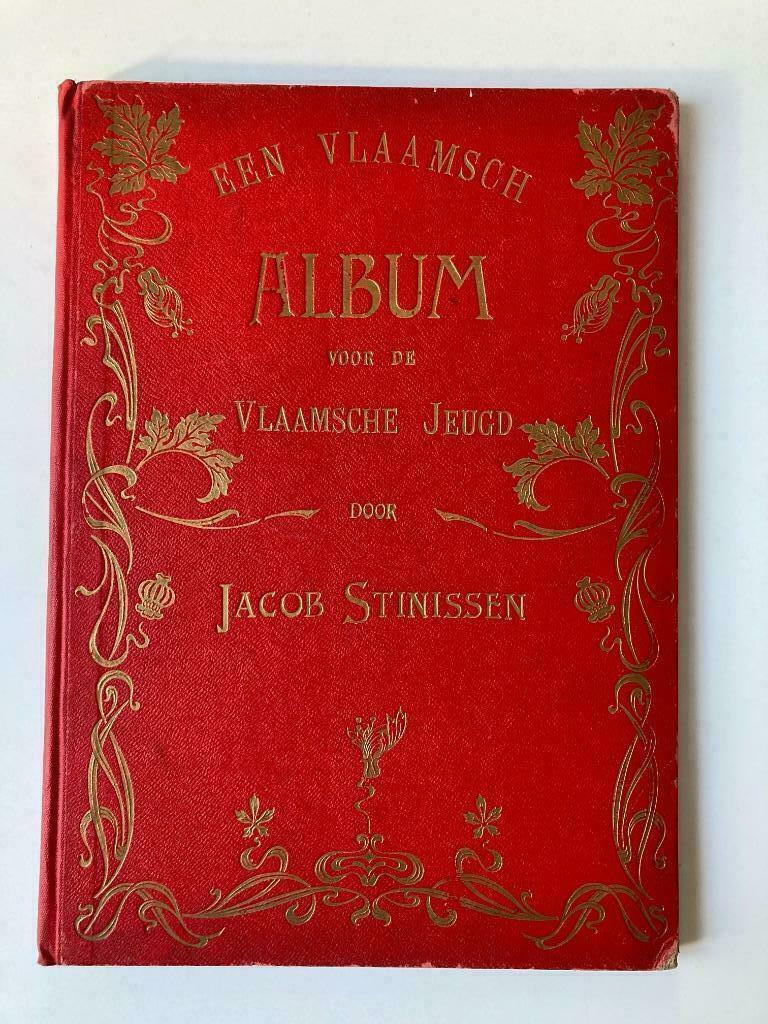 EEN VLAAMSCH
ALBUM
VOOR DE
VLAAMSCHE JEUGD
DOOR
JACOB STINISSEN